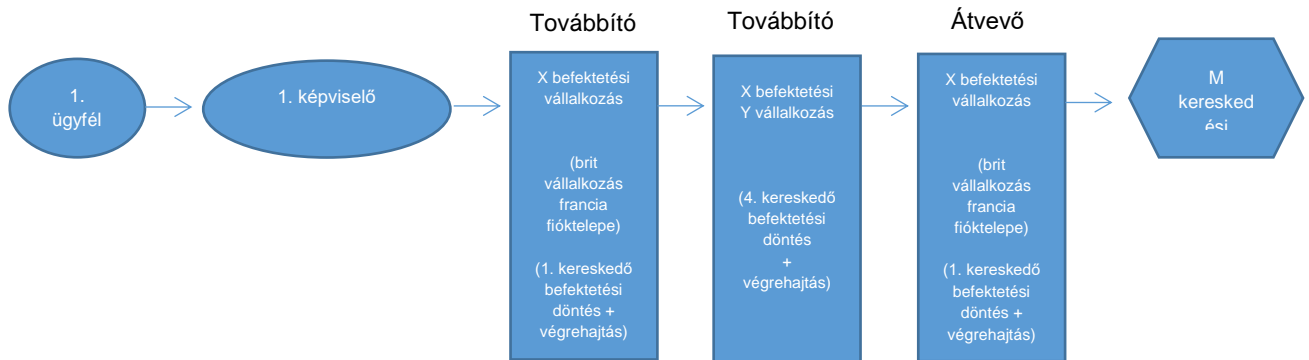 Továbbító
Továbbító
Átvevő
1.
ügyfél
1. képviselő
X befektetési
vállalkozás
(brit
vállalkozás
francia
fióktelepe)
(1. kereskedő
befektetési
döntés +
végrehajtás)
X befektetési
Y vállalkozás
(4. kereskedő
befektetési
döntés
+
végrehajtás)
X befektetési
vállalkozás
(brit
vállalkozás
francia
fióktelepe)
(1. kereskedő
befektetési
döntés +
végrehajtás)
M
keresked
ési